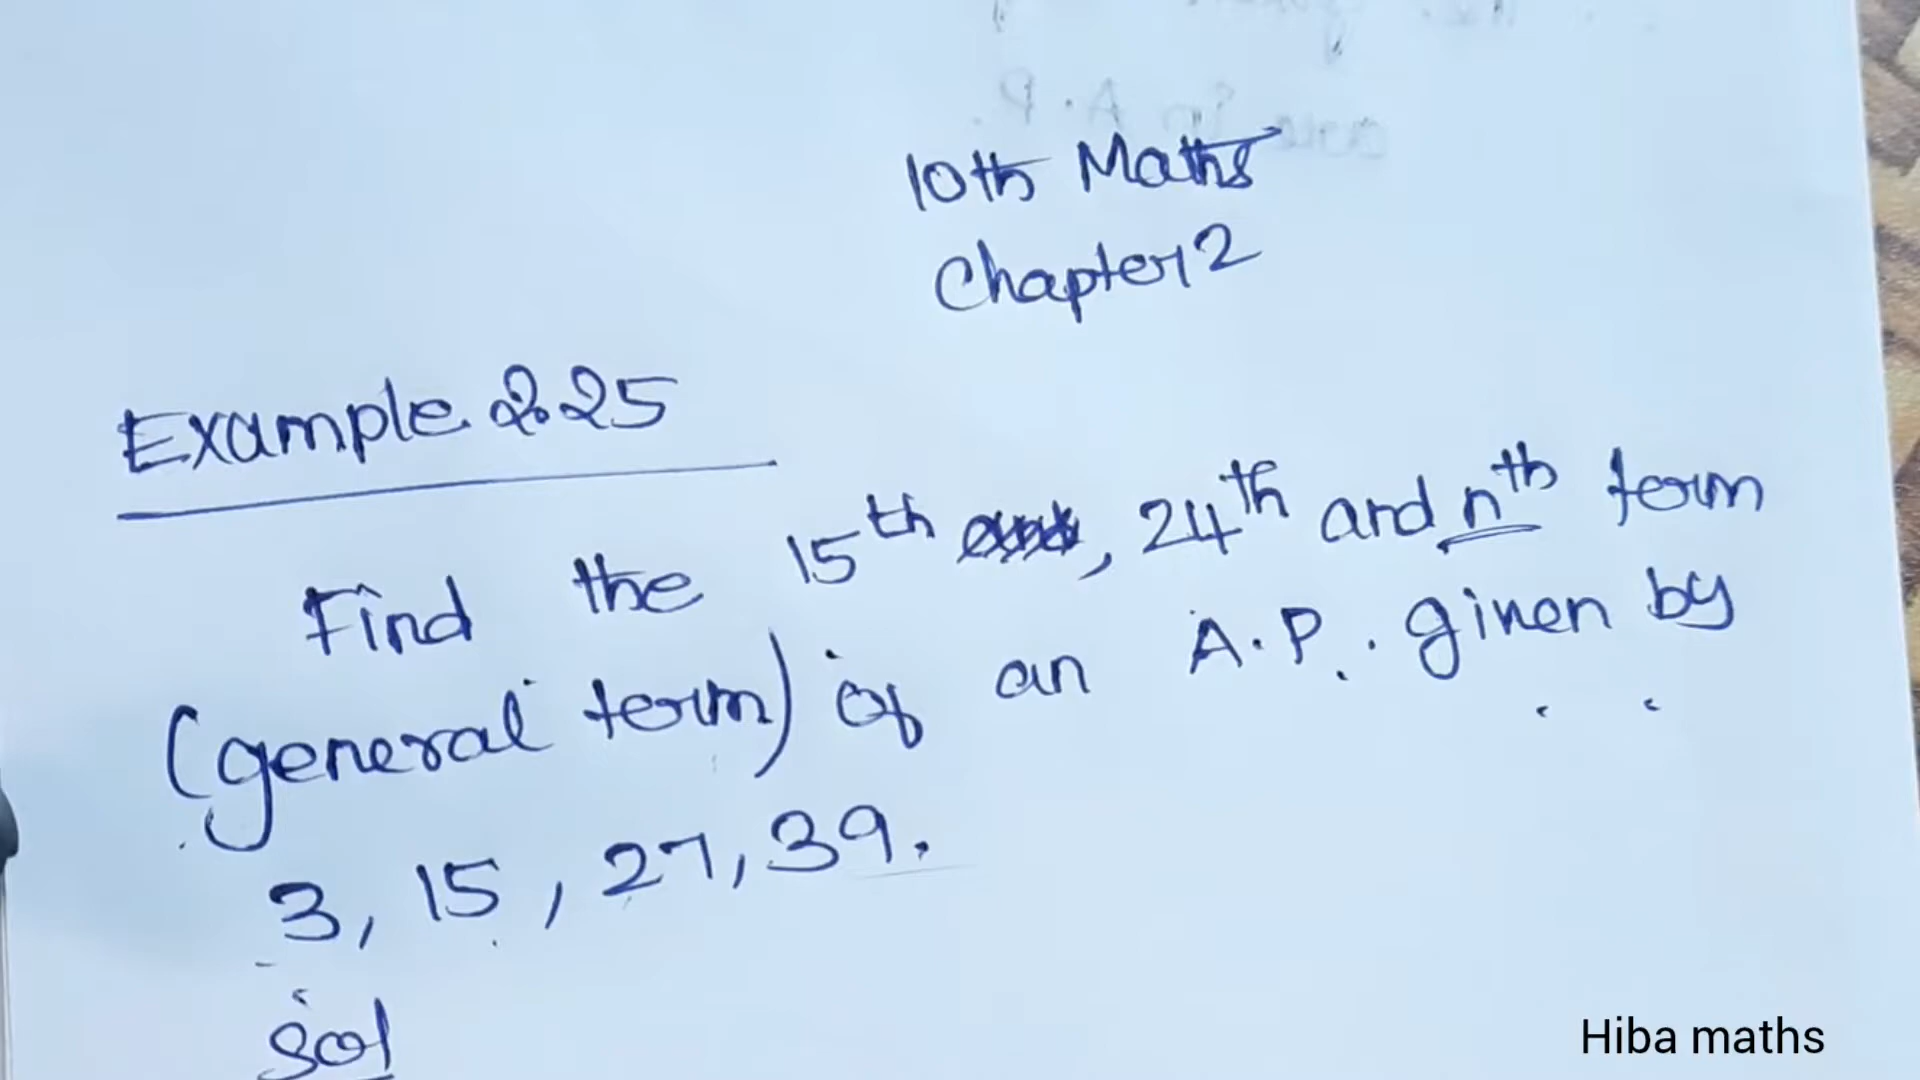 10th Maths
Chapter 2
Example 2.25
Find the 15th, 24th and nth term
(general term) of an A.P. given by
3, 15, 27, 39.
Sol
Hiba maths